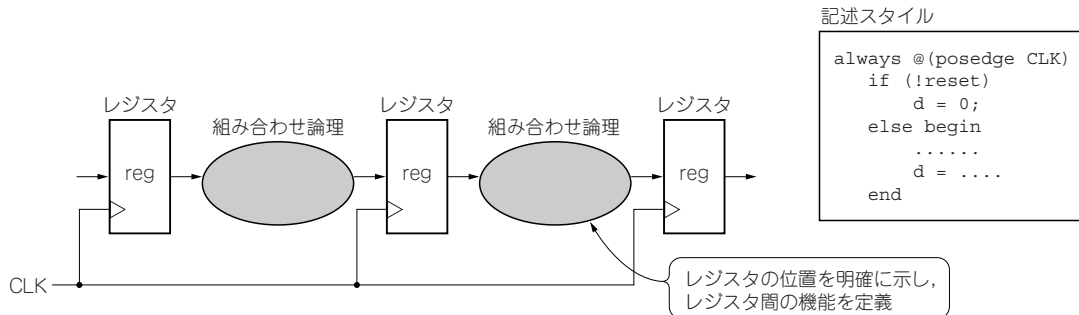 記述スタイル
always @(posedge CLK)
if (!reset)
d = 0;
else begin
......
d = ....
end
レジスタ
組み合わせ論理
レジスタ
組み合わせ論理
レジスタ
reg
reg
reg
CLK
レジスタの位置を明確に示し,
レジスタ間の機能を定義